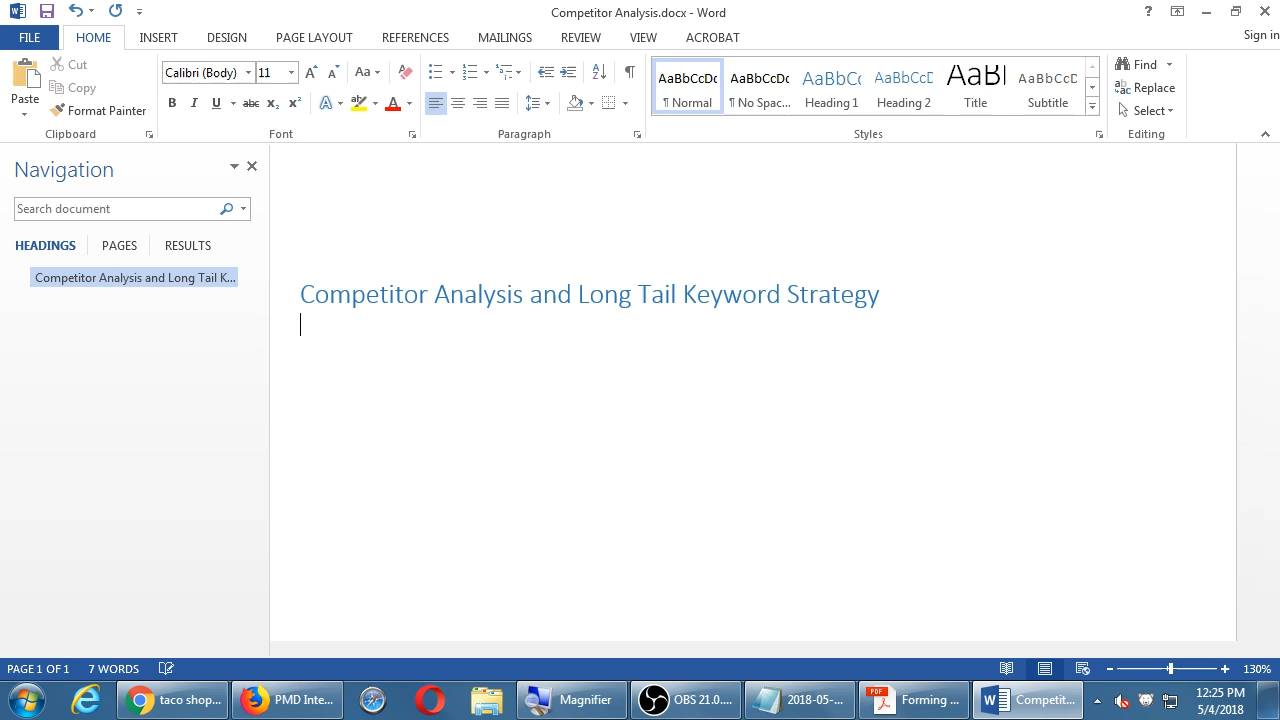 Competitor Analysis.docx - Word
FILE HOME INSERT DESIGN PAGE LAYOUT REFERENCES MAILINGS REVIEW VIEW ACROBAT Sign in
Paste
Cut
Copy
Format Painter
Calibri (Body) 11
AaBbCcDc AaBbCcDc AaBbCc AaBbCcD AaB AaBbCcD
¶ Normal ¶ No Spac... Heading 1 Heading 2 Title Subtitle
Find
Replace
Select
Clipboard Font Paragraph Styles Editing
Navigation
Search document
HEADINGS PAGES RESULTS
Competitor Analysis and Long Tail K...
Competitor Analysis and Long Tail Keyword Strategy
PAGE 1 OF 1 7 WORDS 130%
taco shop... PMD Inte... Magnifier OBS 21.0.... 2018-05-... Forming ... Competit...
12:25 PM
5/4/2018